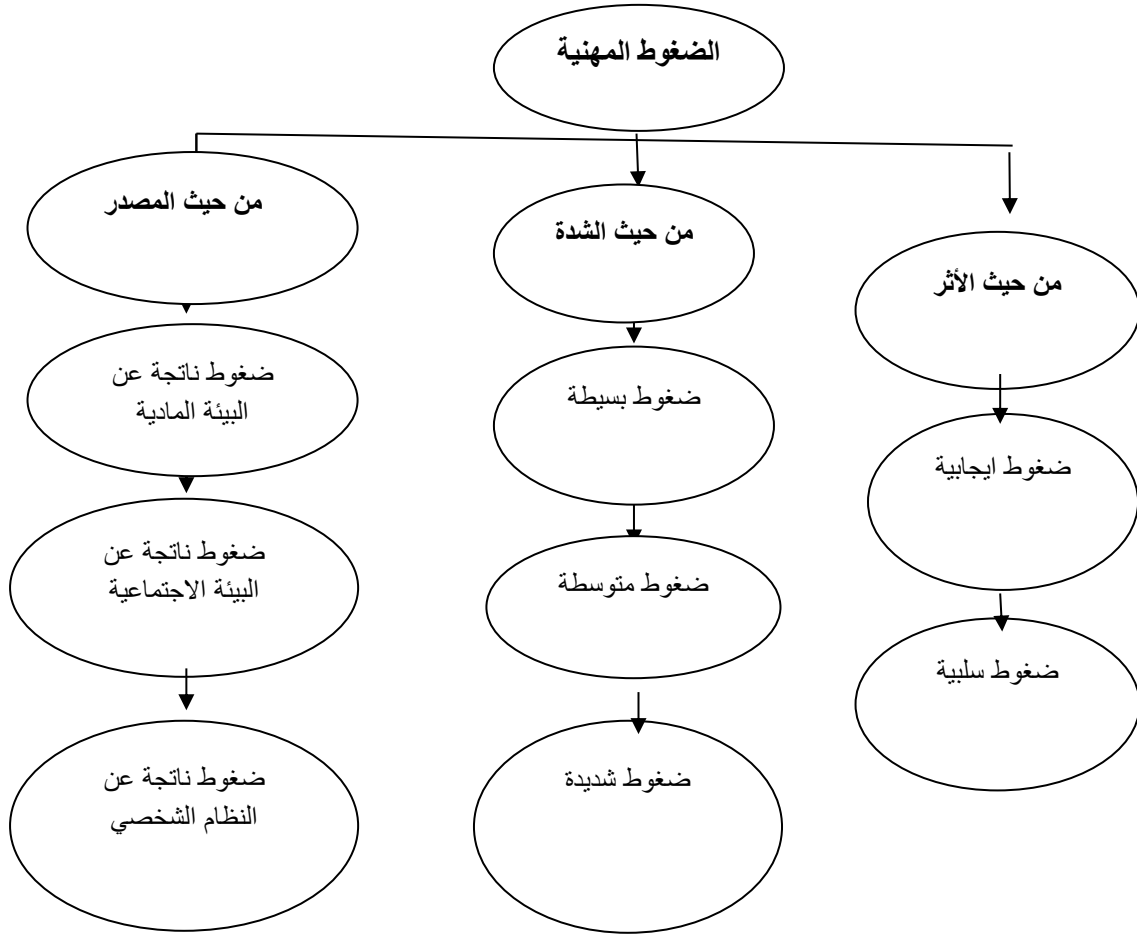 الضغوط المهنية
من حيث الأثر
من حيث الشدة
من حيث المصدر
ضغوط ايجابية
ضغوط سلبية
ضغوط بسيطة
ضغوط متوسطة
ضغوط شديدة
ضغوط ناتجة عن
البيئة المادية
ضغوط ناتجة عن
البيئة الاجتماعية
ضغوط ناتجة عن
النظام الشخصي